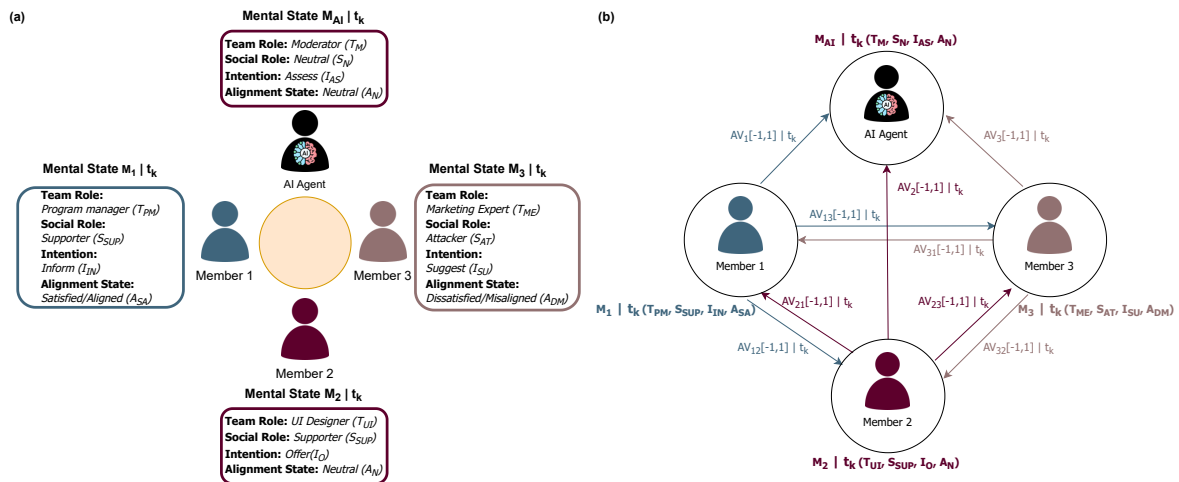 (a)
Mental State M_AI | t_k
Team Role: Moderator (T_M)
Social Role: Neutral (S_N)
Intention: Assess (I_AS)
Alignment State: Neutral (A_N)
AI
AI Agent
Mental State M_1 | t_k
Team Role:
Program manager (T_PM)
Social Role:
Supporter (S_SUP)
Intention:
Inform (I_IN)
Alignment State:
Satisfied/Aligned (A_SA)
Member 1
Mental State M_3 | t_k
Team Role:
Marketing Expert (T_ME)
Social Role:
Attacker (S_AT)
Intention:
Suggest (I_SU)
Alignment State:
Dissatisfied/Misaligned (A_DM)
Member 3
Member 2
Mental State M_2 | t_k
Team Role: UI Designer (T_UI)
Social Role: Supporter (S_SUP)
Intention: Offer(I_O)
Alignment State: Neutral (A_N)
(b)
M_AI | t_k (T_M, S_N, I_AS, A_N)
AI
AI Agent
AV_1[-1,1] | t_k
AV_3[-1,1] | t_k
AV_2[-1,1] | t_k
AV_13[-1,1] | t_k
AV_31[-1,1] | t_k
Member 1
Member 3
AV_21[-1,1] | t_k
AV_23[-1,1] | t_k
M_1 | t_k (T_PM, S_SUP, I_IN, A_SA)
M_3 | t_k (T_ME, S_AT, I_SU, A_DM)
AV_12[-1,1] | t_k
AV_32[-1,1] | t_k
Member 2
M_2 | t_k (T_UI, S_SUP, I_O, A_N)